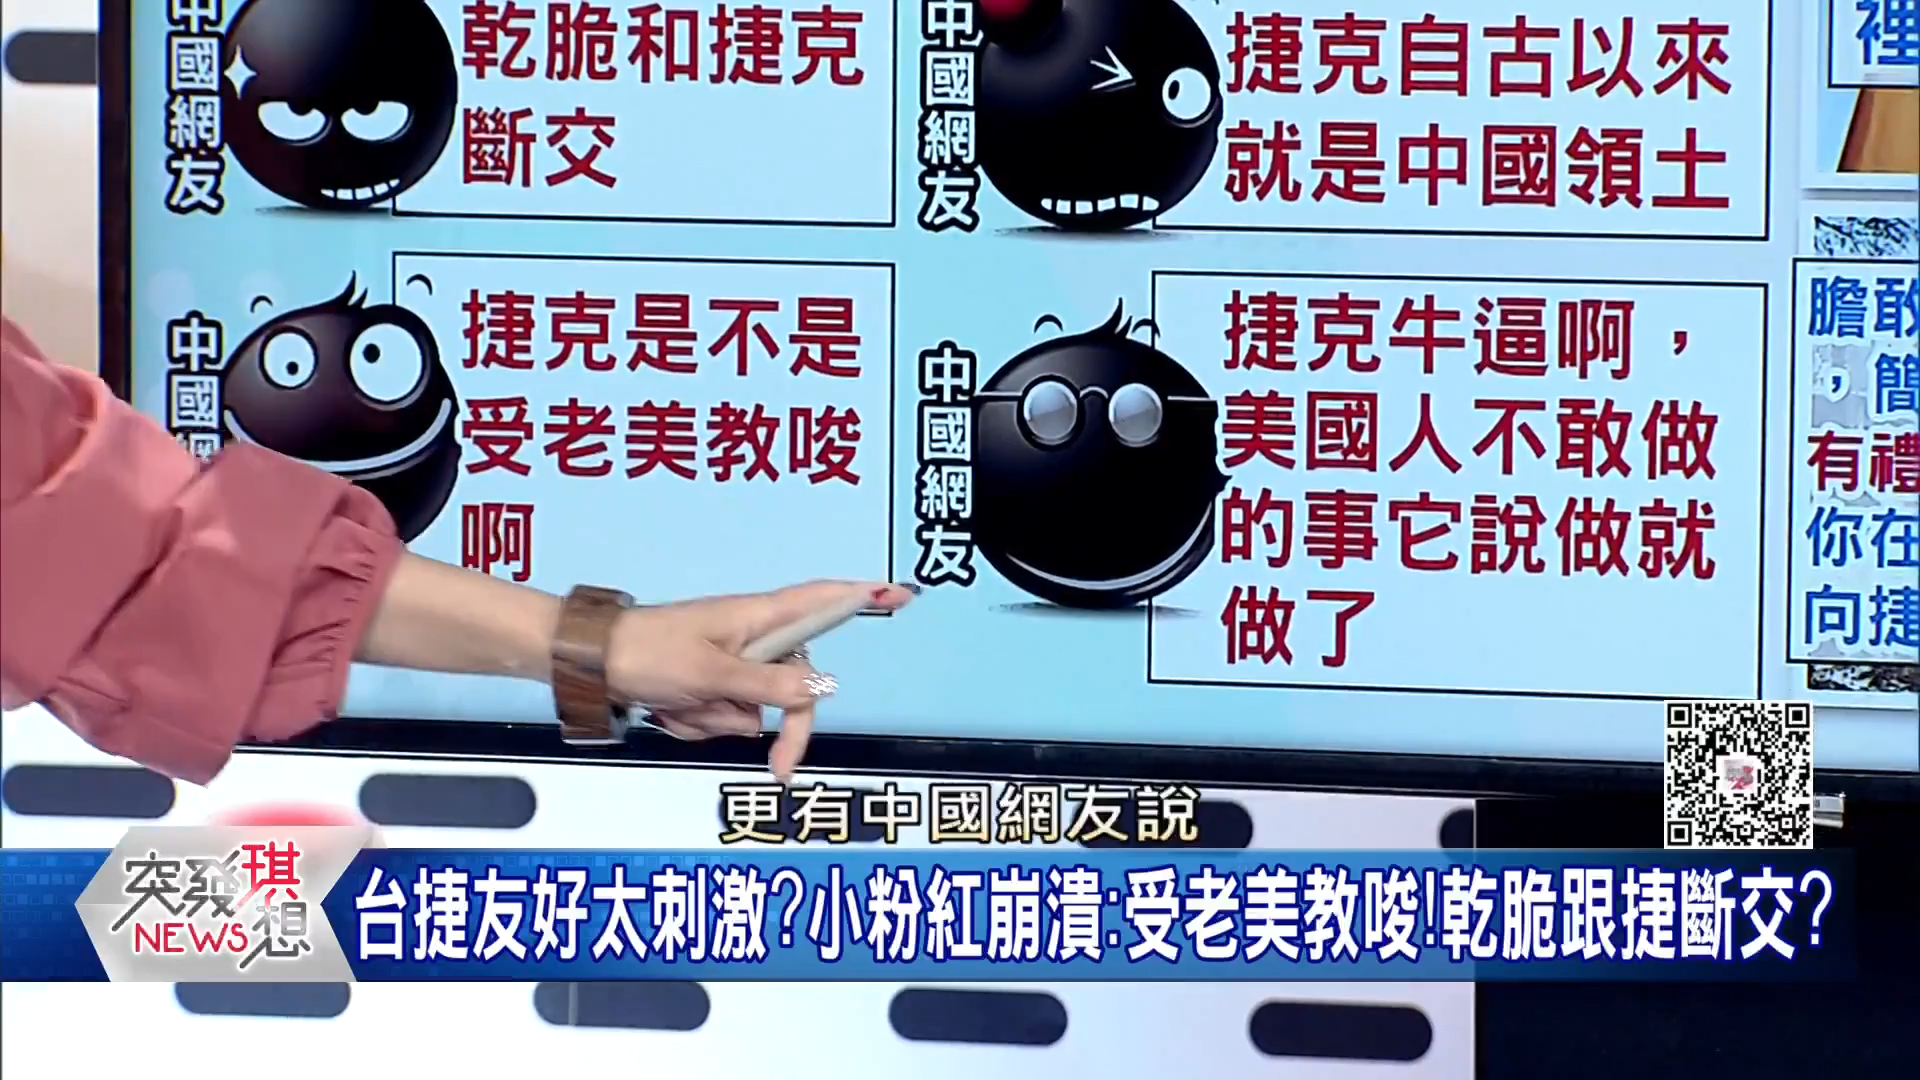 中國網友
乾脆和捷克
斷交
中國網友
捷克自古以來
就是中國領土
裡
中國網
捷克是不是
受老美教唆
啊
中國網友
捷克牛逼啊，
美國人不敢做
的事它說做就
做了
膽敢
，簡
有禮
你在
向捷
更有中國網友說
突發琪想
NEWS
台捷友好太刺激?小粉紅崩潰:受老美教唆!乾脆跟捷斷交?